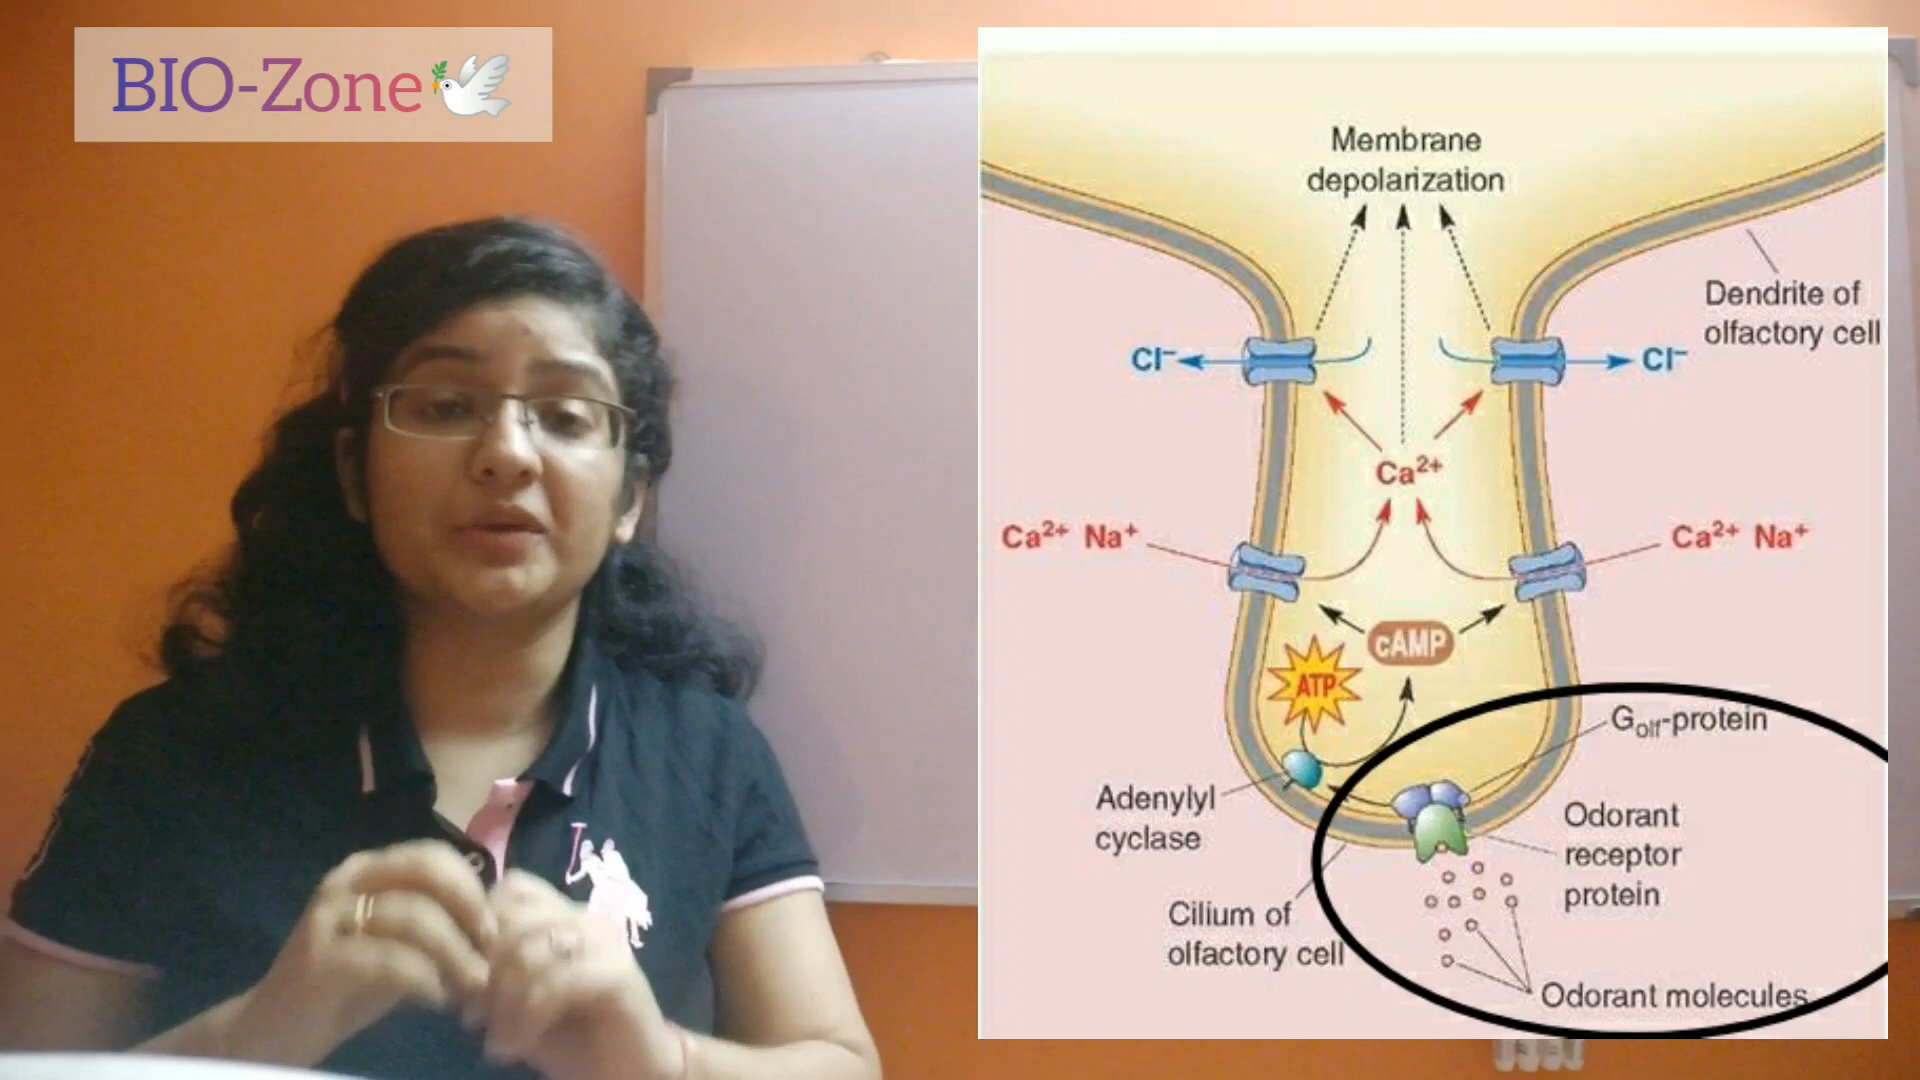 BIO-Zone🕊
Membrane
depolarization
Dendrite of
olfactory cell
Cl⁻
Cl⁻
Ca²⁺
Ca²⁺ Na⁺
Ca²⁺ Na⁺
cAMP
ATP
Golf-protein
Adenylyl
cyclase
Odorant
receptor
protein
Cilium of
olfactory cell
Odorant molecules